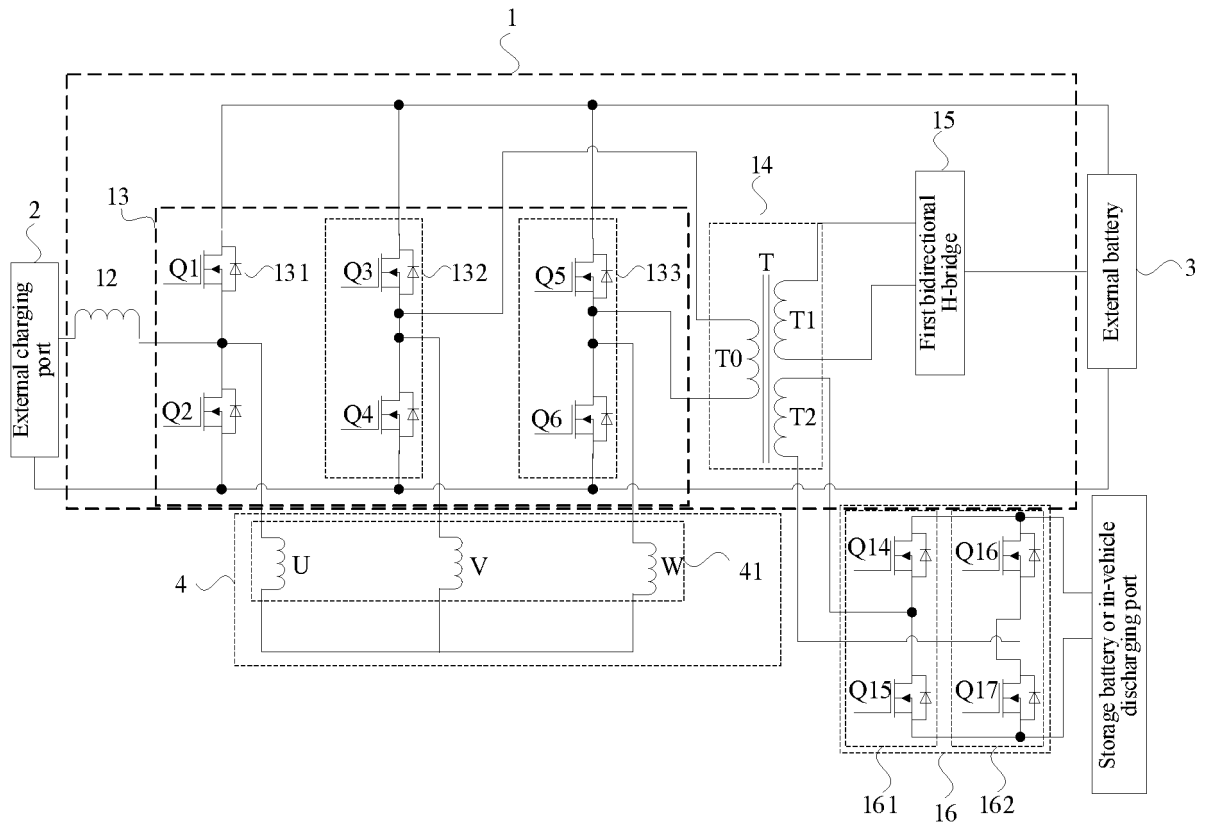 1
15
14
13
2
Q1
131
Q3
132
Q5
133
12
T
T1
T0
T2
First bidirectional
H-bridge
External battery
3
External charging
port
Q2
Q4
Q6
4
U
V
W
41
Q14
Q16
Q15
Q17
Storage battery or in-vehicle
discharging port
161
16
162